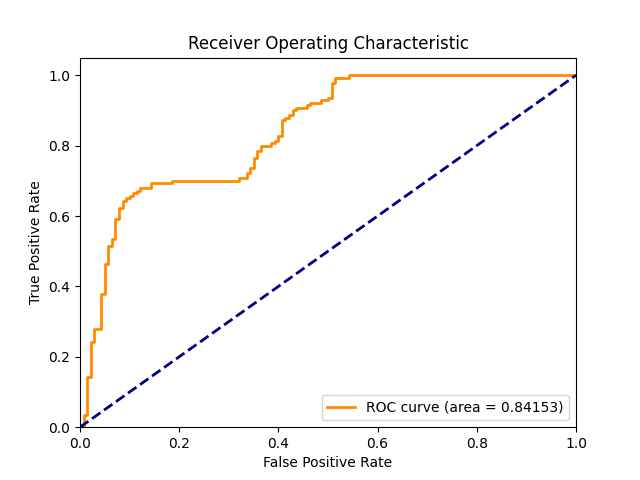 Receiver Operating Characteristic
1.0
0.8
0.6
0.4
0.2
0.0
True Positive Rate
ROC curve (area = 0.84153)
0.0 0.2 0.4 0.6 0.8 1.0
False Positive Rate